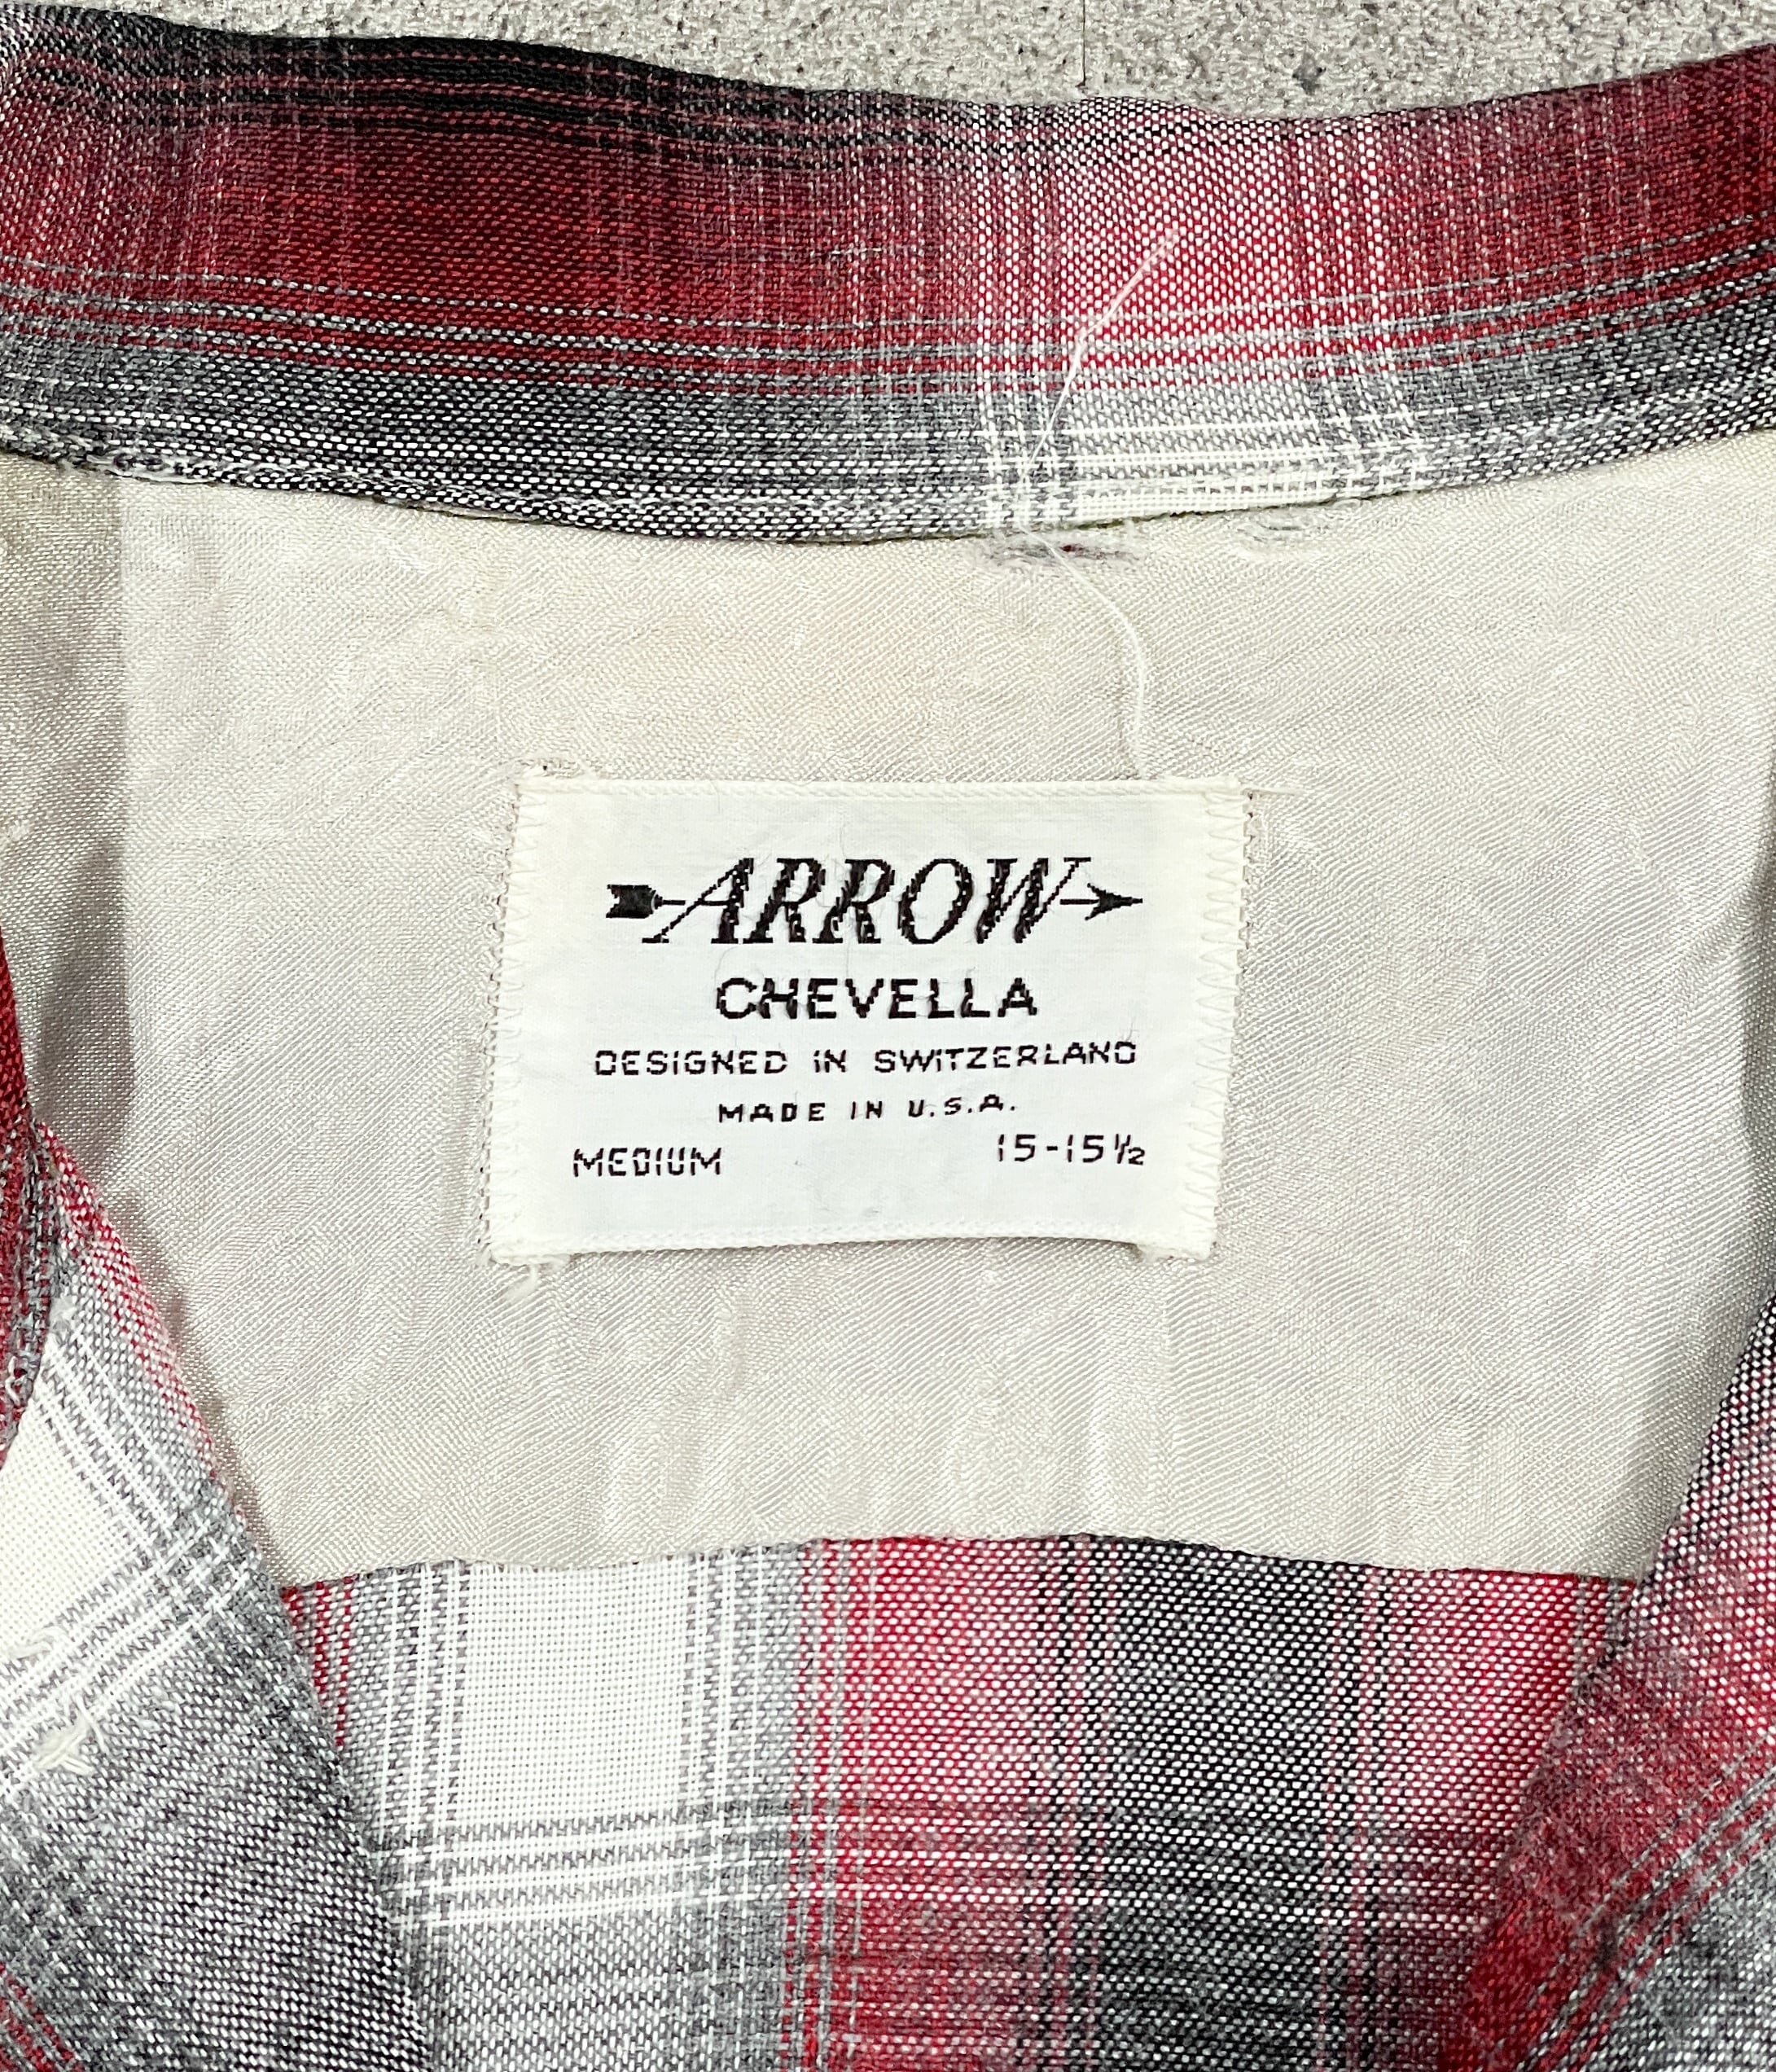 ARROW
CHEVELLA
DESIGNED IN SWITZERLAND
MADE IN U.S.A.
MEDIUM 15-15½